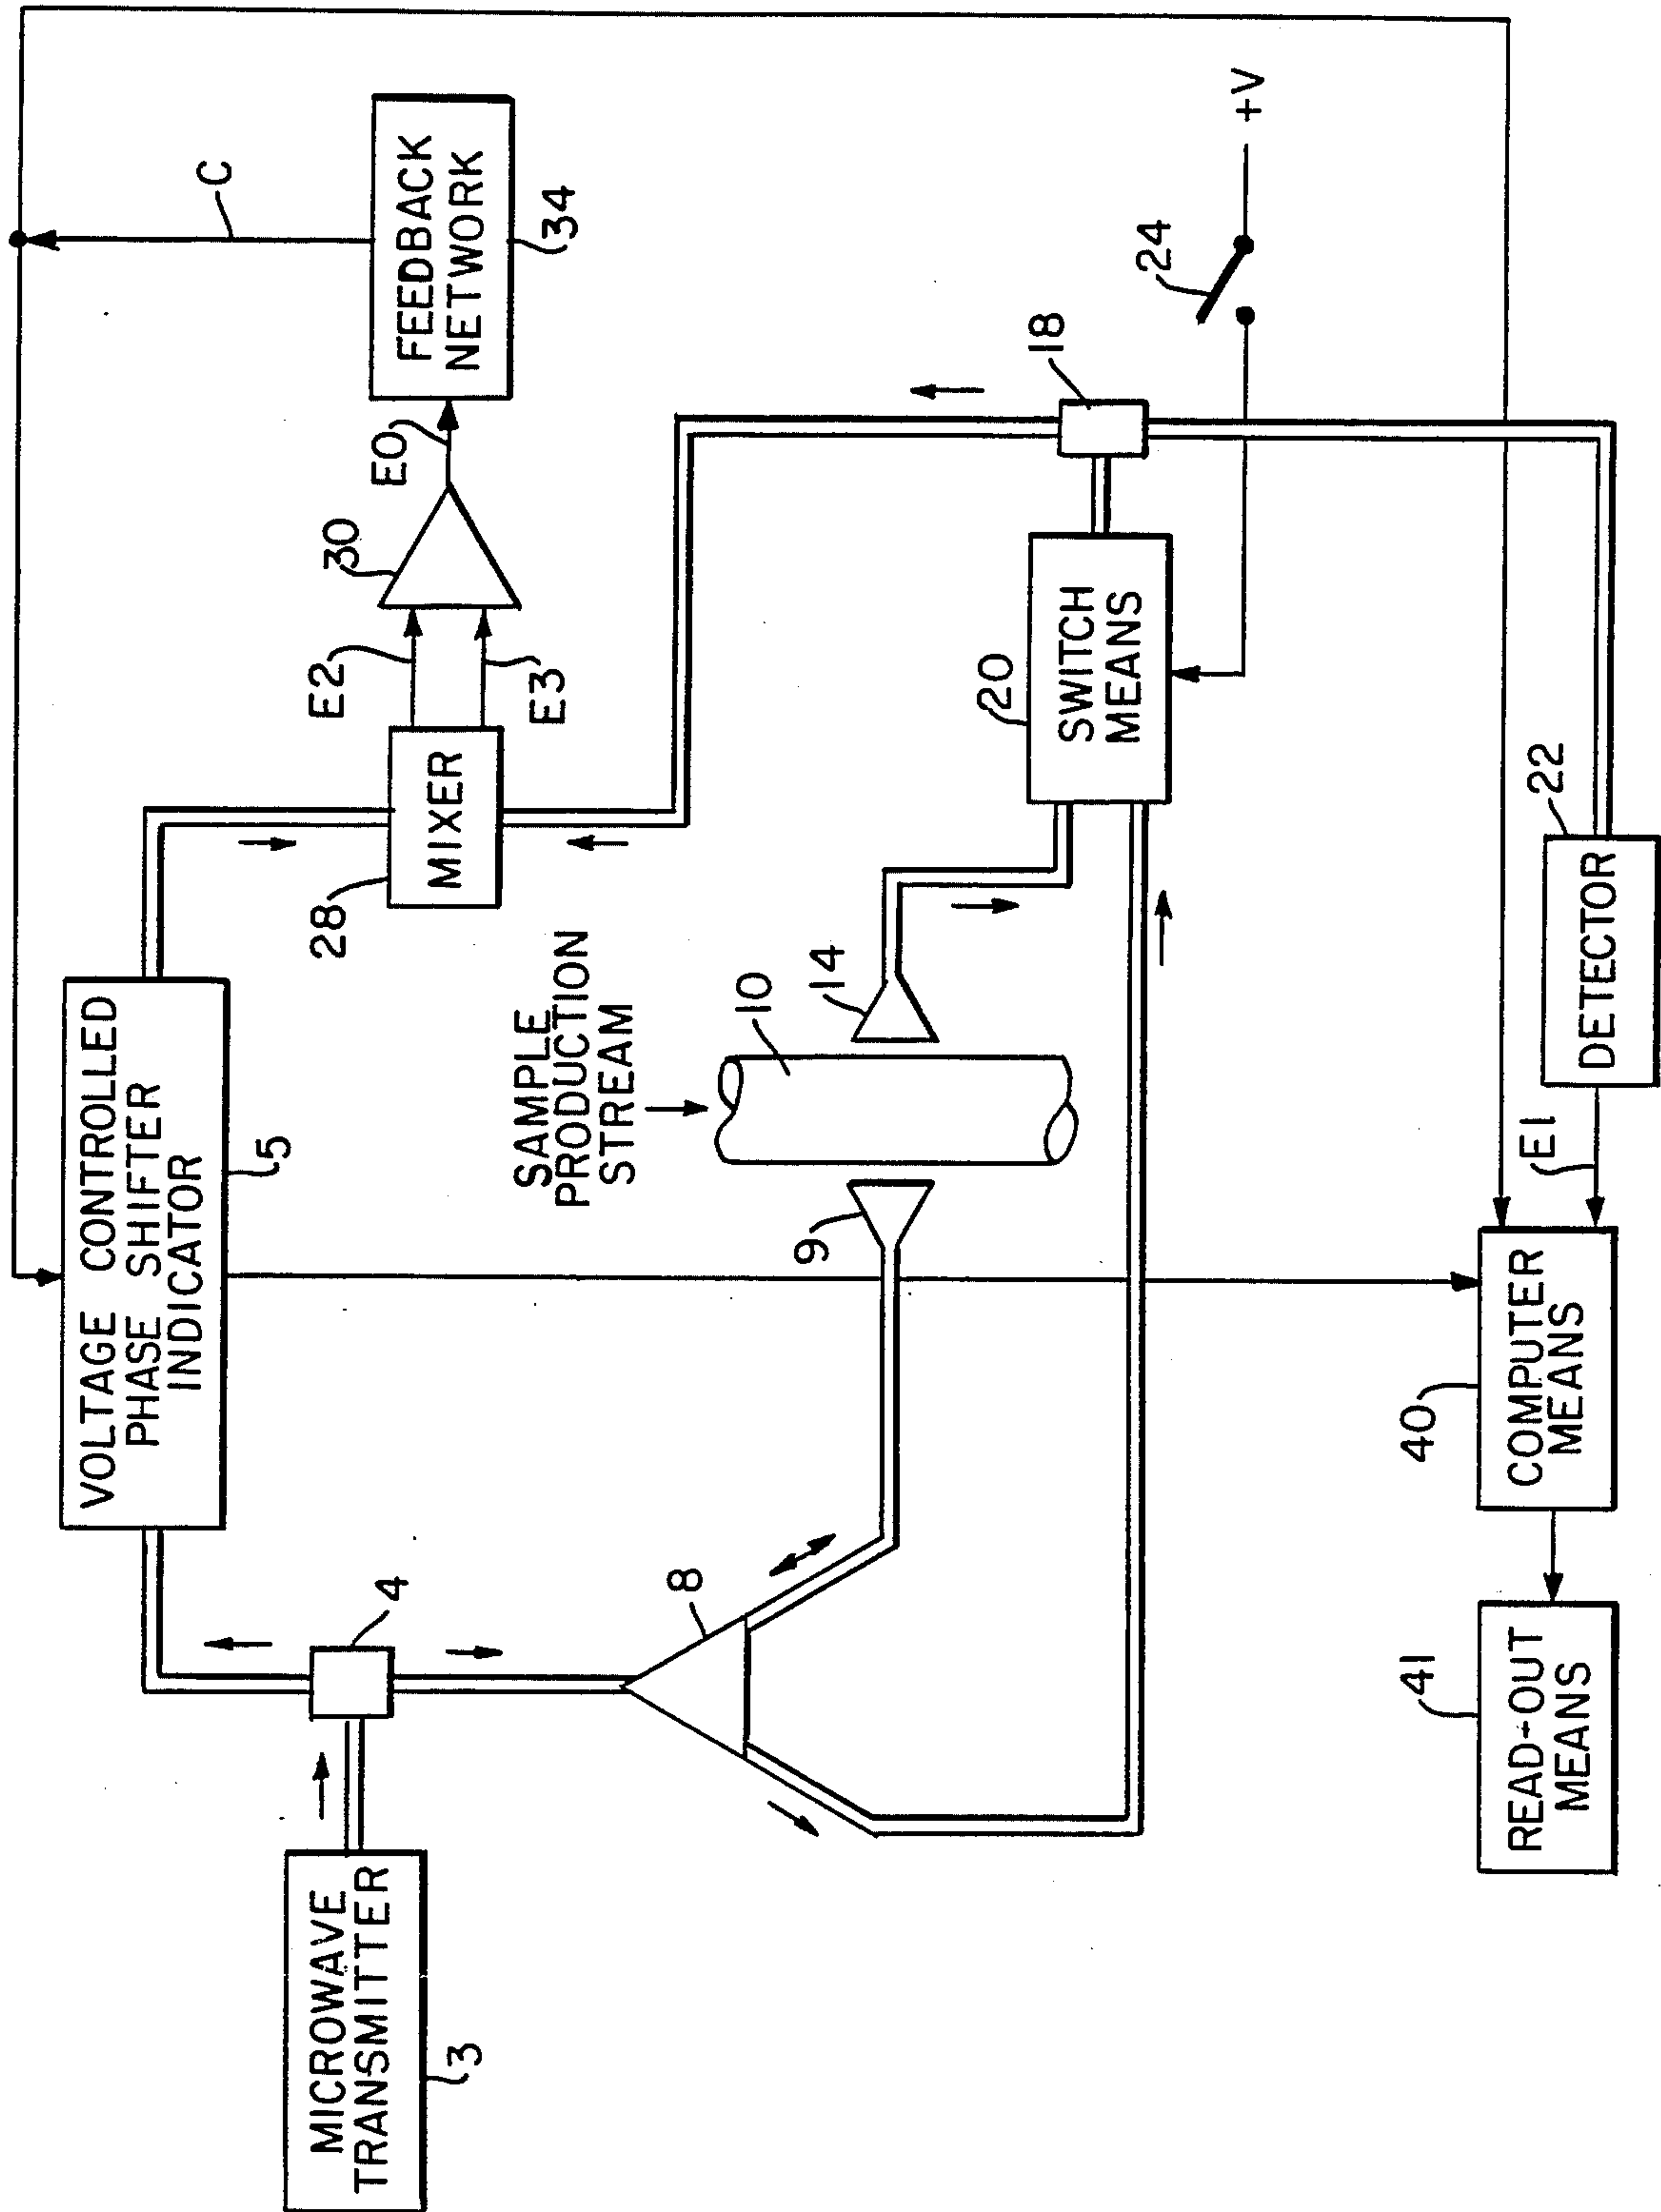 MICROWAVE
TRANSMITTER
3
4
VOLTAGE CONTROLLED
PHASE SHIFTER
INDICATOR
5
8
9
SAMPLE
PRODUCTION
STREAM
10
14
28
MIXER
E2
E3
30
E0
FEEDBACK
NETWORK
34
C
20
SWITCH
MEANS
18
24
+V
22
DETECTOR
E1
40
COMPUTER
MEANS
41
READ-OUT
MEANS